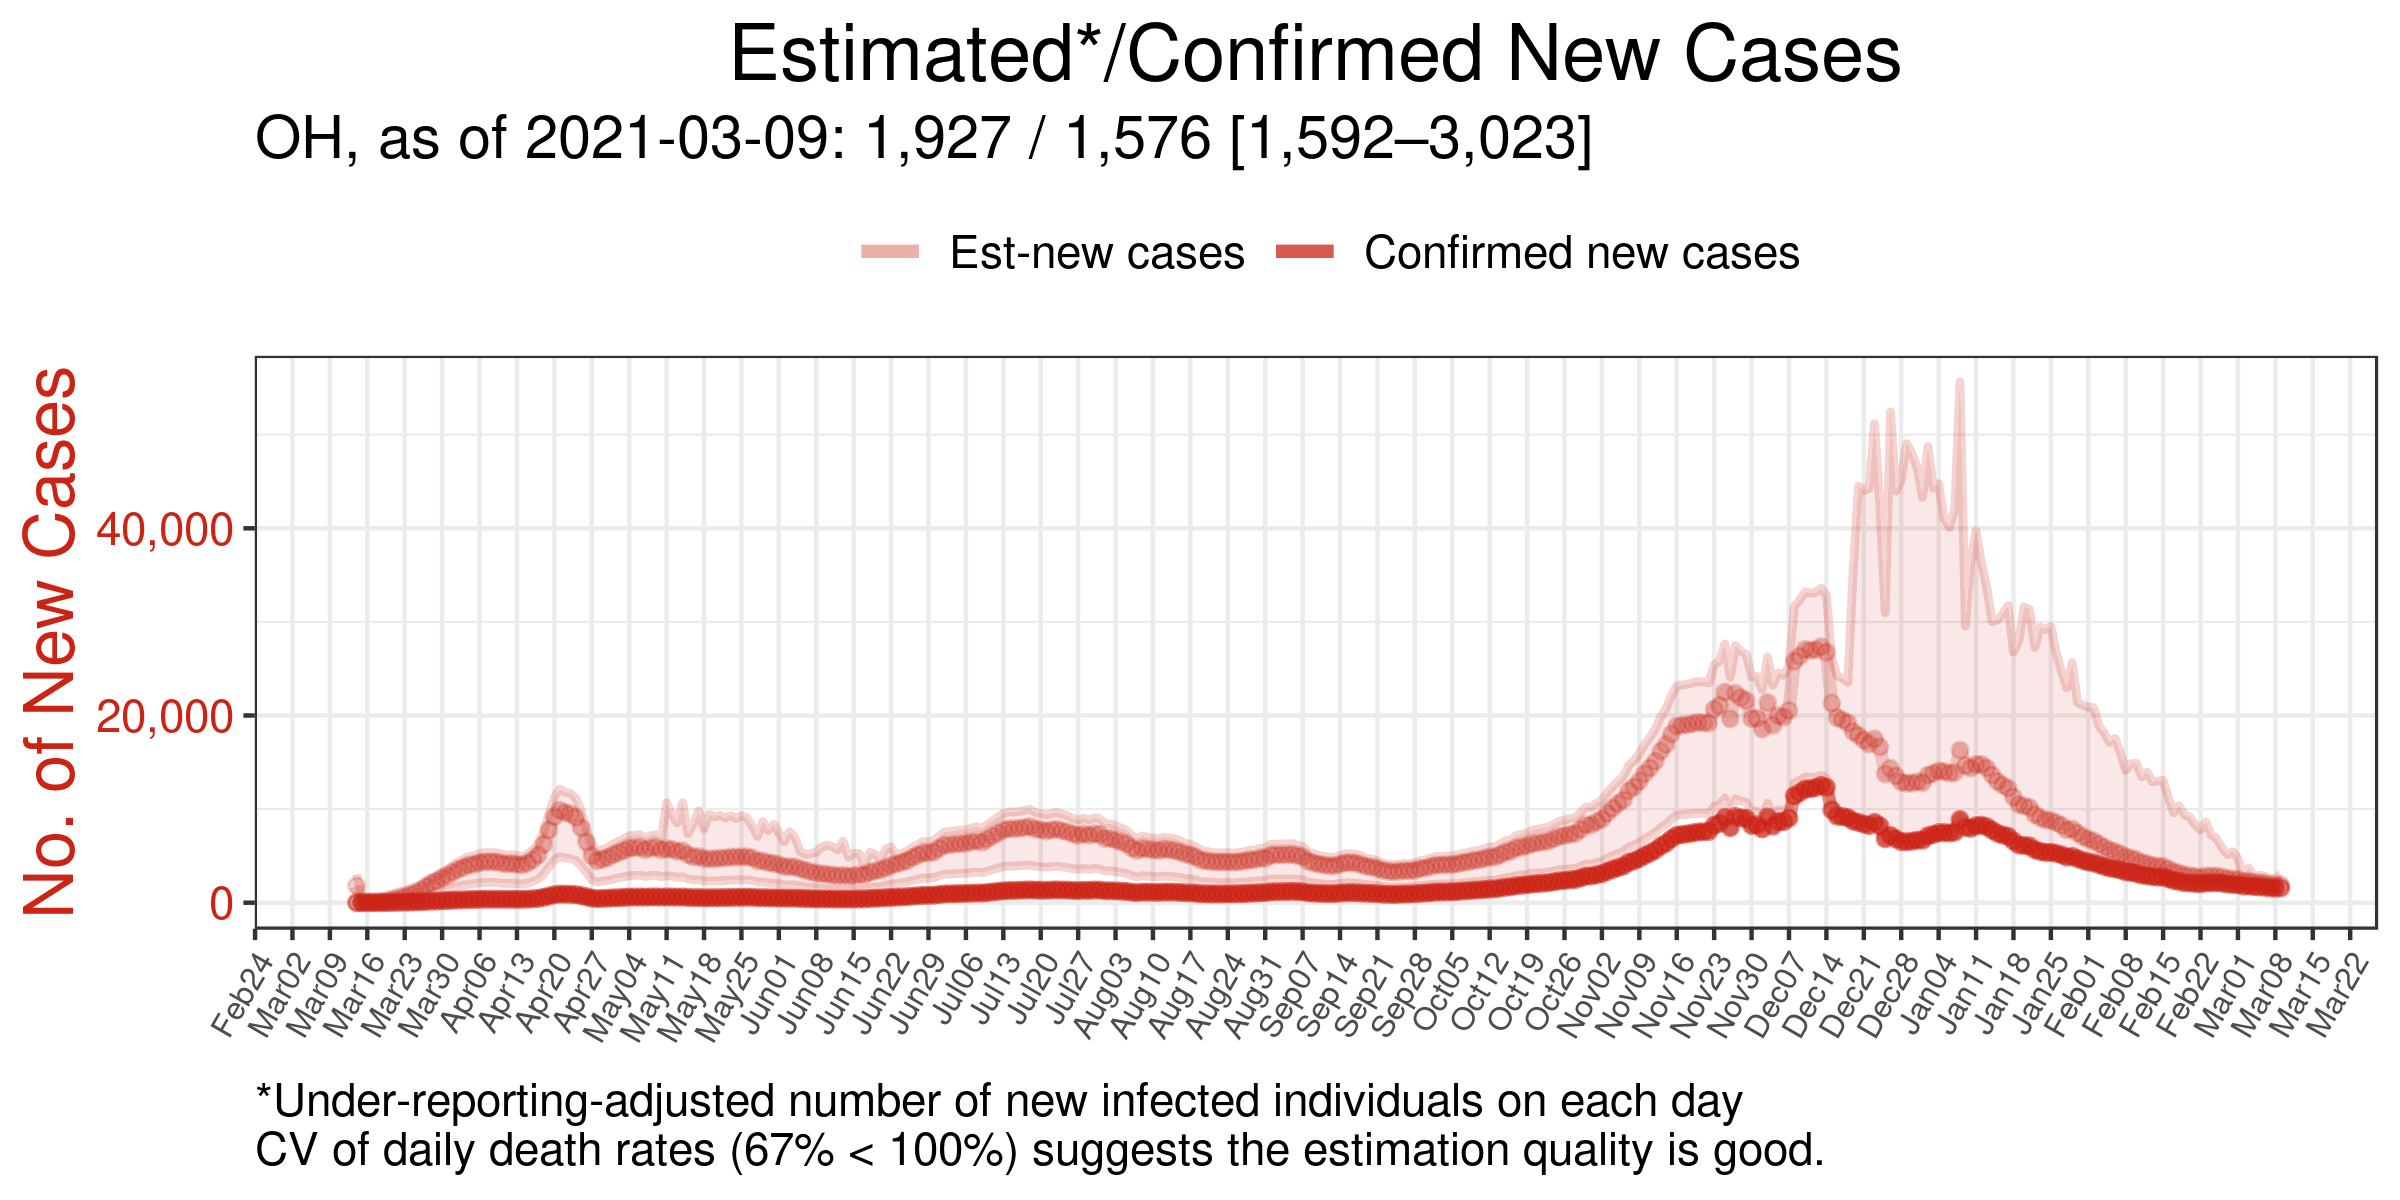 Estimated*/Confirmed New Cases
OH, as of 2021-03-09: 1,927 / 1,576 [1,592–3,023]
Est-new cases
Confirmed new cases
No. of New Cases
40,000
20,000
0
Feb24
Mar02
Mar09
Mar16
Mar23
Mar30
Apr06
Apr13
Apr20
Apr27
May04
May11
May18
May25
Jun01
Jun08
Jun15
Jun22
Jun29
Jul06
Jul13
Jul20
Jul27
Aug03
Aug10
Aug17
Aug24
Aug31
Sep07
Sep14
Sep21
Sep28
Oct05
Oct12
Oct19
Oct26
Nov02
Nov09
Nov16
Nov23
Nov30
Dec07
Dec14
Dec21
Dec28
Jan04
Jan11
Jan18
Jan25
Feb01
Feb08
Feb15
Feb22
Mar01
Mar08
Mar15
Mar22
*Under-reporting-adjusted number of new infected individuals on each day
CV of daily death rates (67% < 100%) suggests the estimation quality is good.